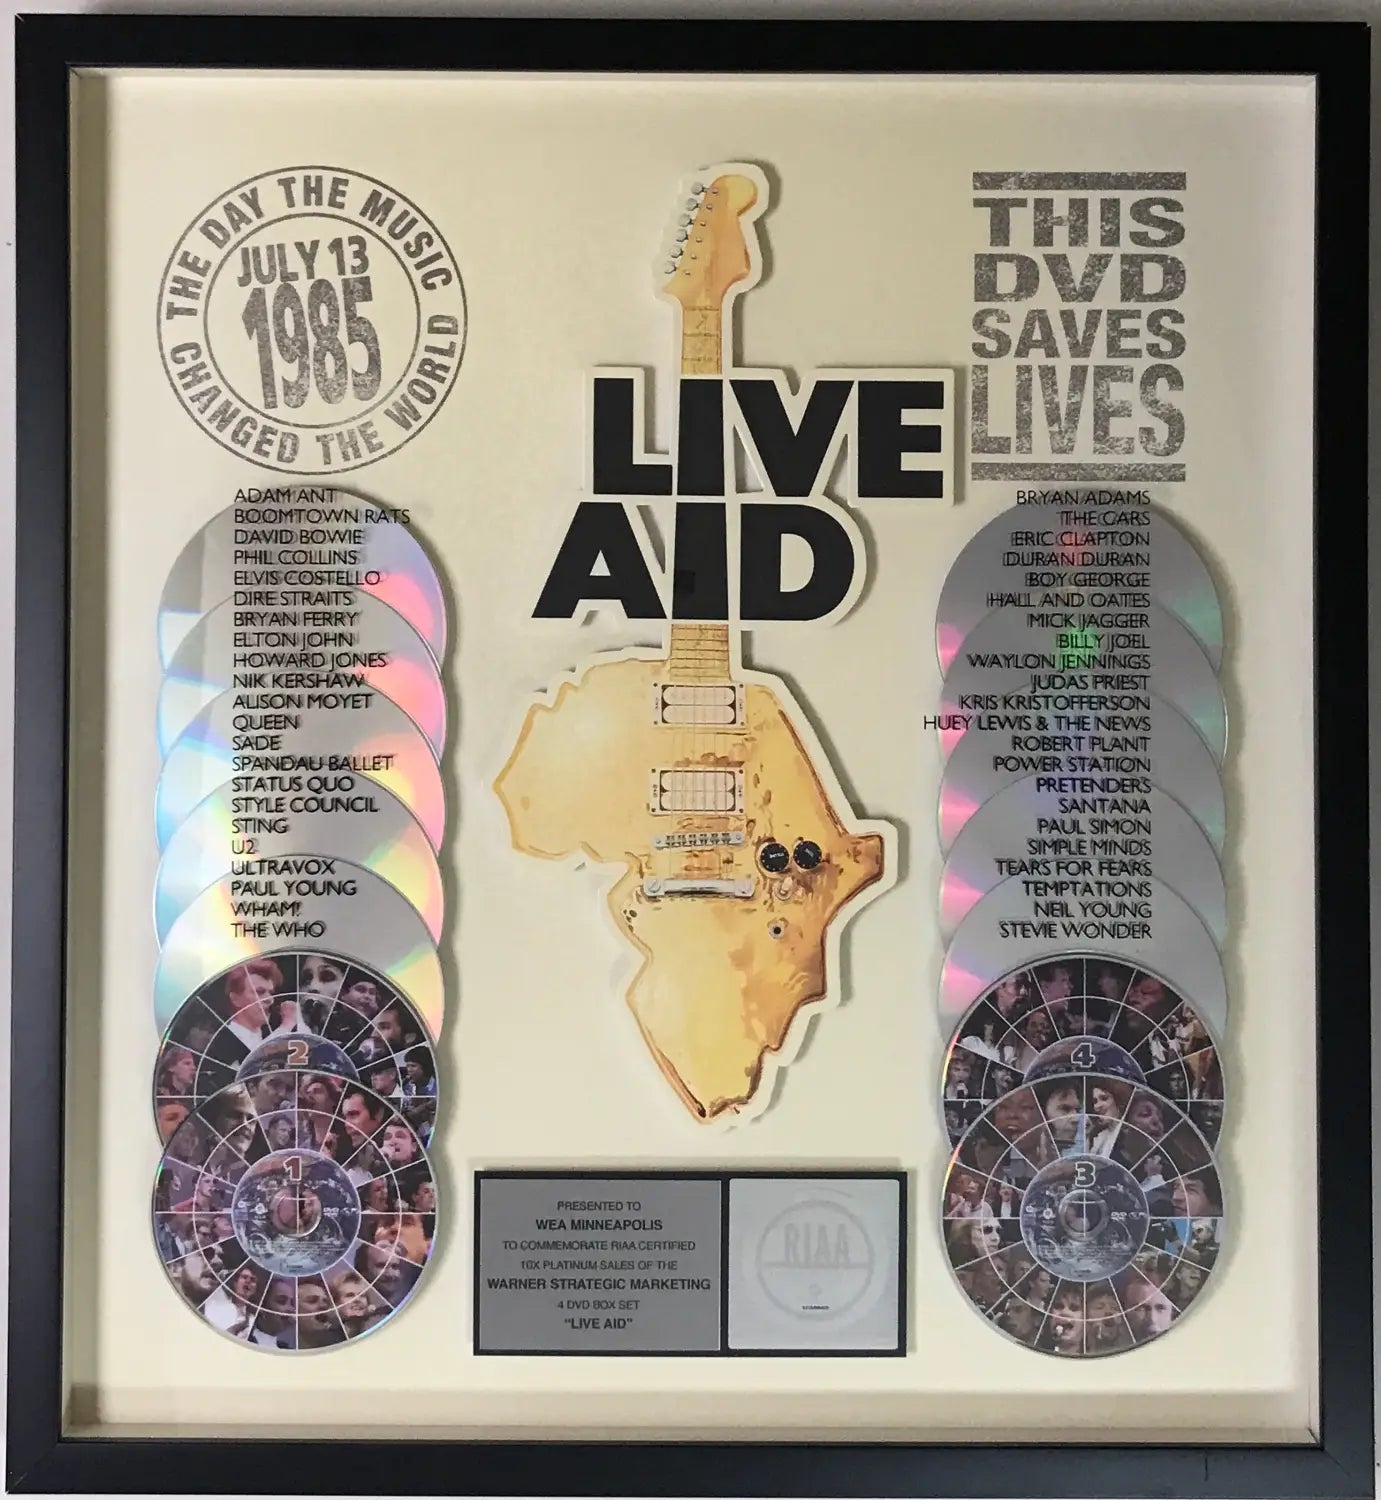 THE DAY THE MUSIC
CHANGED THE WORLD
JULY 13
1985
THIS
DVD
SAVES
LIVES
LIVE
AID
ADAM ANT
BOOMTOWN RATS
DAVID BOWIE
PHIL COLLINS
ELVIS COSTELLO
DIRE STRAITS
BRYAN FERRY
ELTON JOHN
HOWARD JONES
NIK KERSHAW
ALISON MOYET
QUEEN
SADE
SPANDAU BALLET
STATUS QUO
STYLE COUNCIL
STING
U2
ULTRAVOX
PAUL YOUNG
WHAM!
THE WHO
BRYAN ADAMS
THE CARS
ERIC CLAPTON
DURAN DURAN
BOY GEORGE
HALL AND OATES
MICK JAGGER
BILLY JOEL
WAYLON JENNINGS
JUDAS PRIEST
KRIS KRISTOFFERSON
HUEY LEWIS & THE NEWS
ROBERT PLANT
POWER STATION
PRETENDERS
SANTANA
PAUL SIMON
SIMPLE MINDS
TEARS FOR FEARS
TEMPTATIONS
NEIL YOUNG
STEVIE WONDER
2
1
4
3
PRESENTED TO
WEA MINNEAPOLIS
TO COMMEMORATE RIAA CERTIFIED
10X PLATINUM SALES OF THE
WARNER STRATEGIC MARKETING
4 DVD BOX SET
"LIVE AID"
RIAA